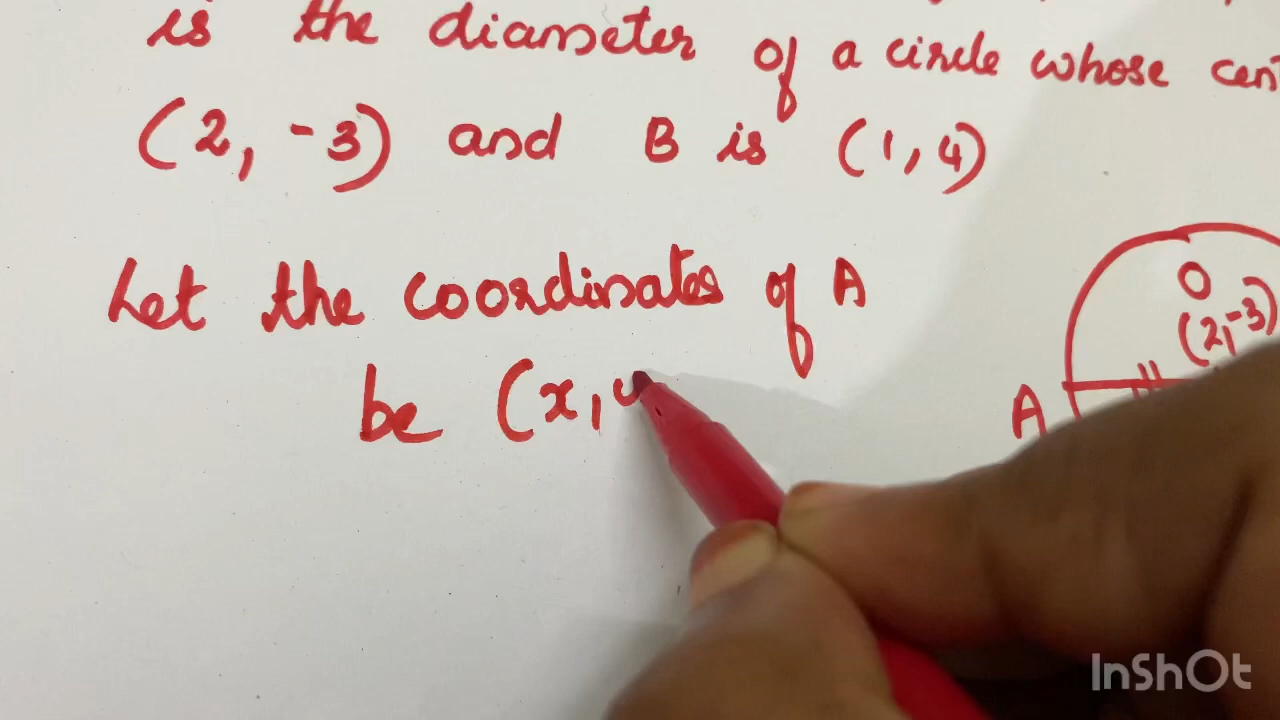 is the diameter of a circle whose
(2, -3) and B is (1, 4)
Let the coordinates of A
be (x,
O
(2,-3)
A
InShOt